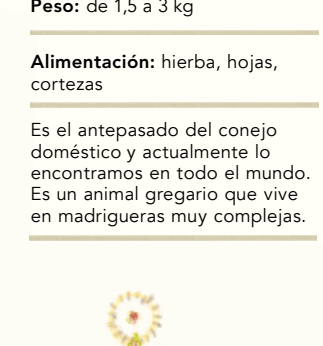 Peso: de 1,5 a 3 kg
Alimentación: hierba, hojas,
cortezas
Es el antepasado del conejo
doméstico y actualmente lo
encontramos en todo el mundo.
Es un animal gregario que vive
en madrigueras muy complejas.